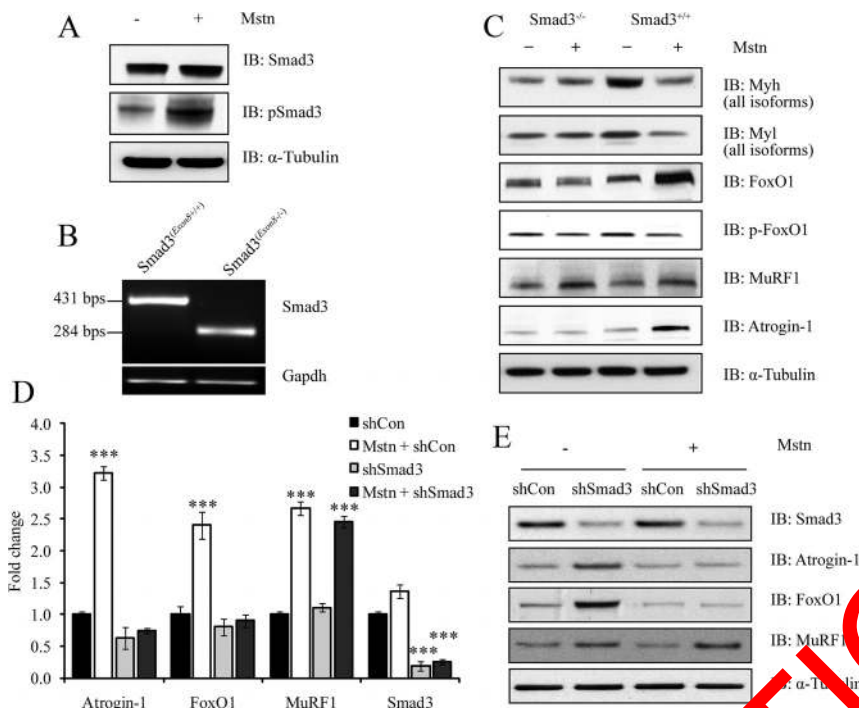 A
- + Mstn
IB: Smad3
IB: pSmad3
IB: α-Tubulin
B
Smad3(Exon8+/+)
Smad3(Exon8-/-)
431 bps
284 bps
Smad3
Gapdh
C
Smad3-/- Smad3+/+
− + − + Mstn
IB: Myh
(all isoforms)
IB: Myl
(all isoforms)
IB: FoxO1
IB: p-FoxO1
IB: MuRF1
IB: Atrogin-1
IB: α-Tubulin
D
Fold change
4.0
3.5
3.0
2.5
2.0
1.5
1.0
0.5
0.0
shCon
Mstn + shCon
shSmad3
Mstn + shSmad3
***
***
***
***
***
***
Atrogin-1 FoxO1 MuRF1 Smad3
E
- + Mstn
shCon shSmad3 shCon shSmad3
IB: Smad3
IB: Atrogin-1
IB: FoxO1
IB: MuRF1
IB: α-Tubulin